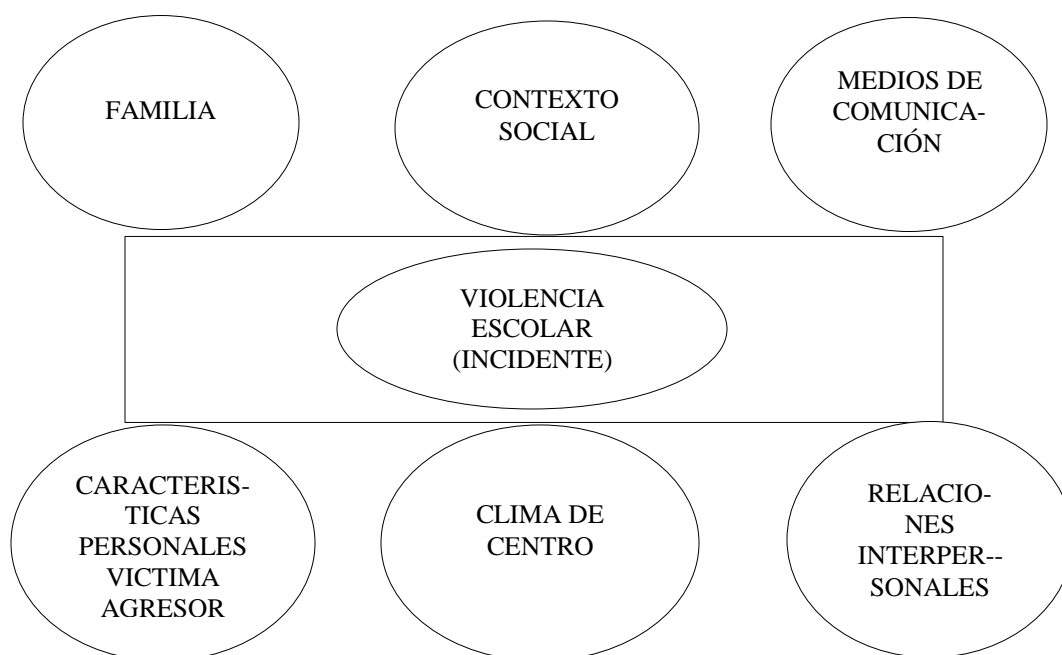 FAMILIA
CONTEXTO
SOCIAL
MEDIOS DE
COMUNICA-
CIÓN
VIOLENCIA
ESCOLAR
(INCIDENTE)
CARACTERIS-
TICAS
PERSONALES
VICTIMA
AGRESOR
CLIMA DE
CENTRO
RELACIO-
NES
INTERPER--
SONALES